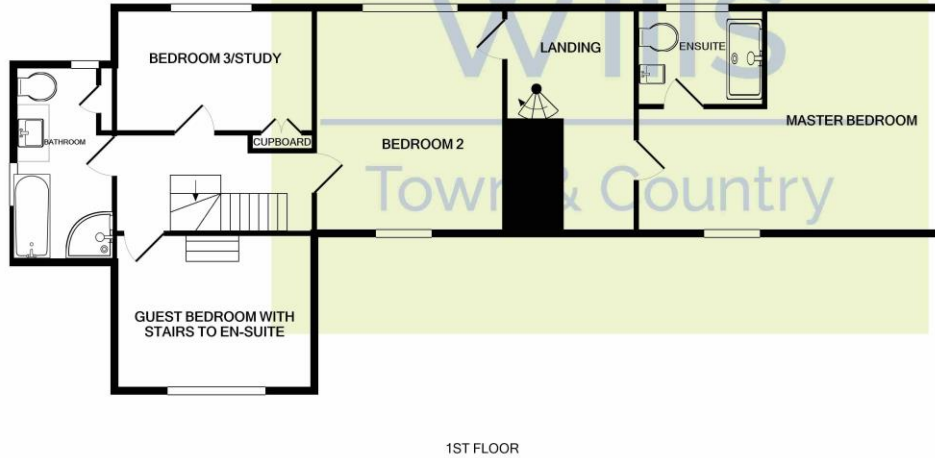 Wills
LANDING
ENSUITE
BEDROOM 3/STUDY
MASTER BEDROOM
BATHROOM
CUPBOARD
BEDROOM 2
Town & Country
GUEST BEDROOM WITH
STAIRS TO EN-SUITE
1ST FLOOR